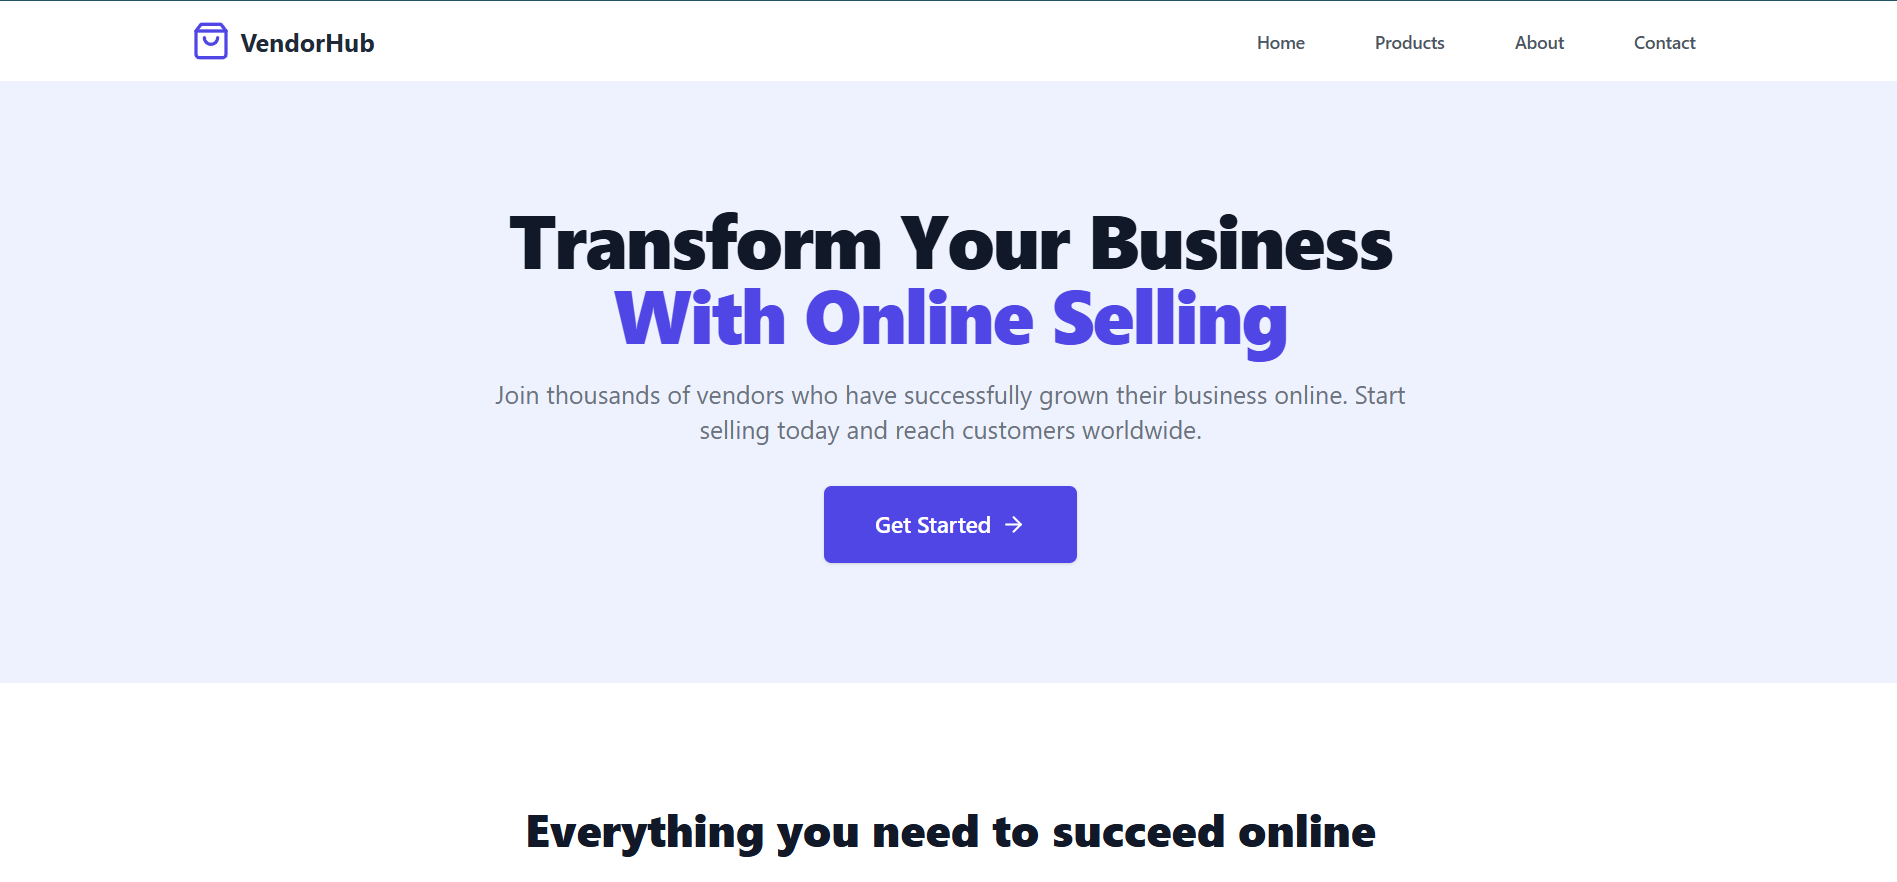 VendorHub
Home
Products
About
Contact
Transform Your Business
With Online Selling
Join thousands of vendors who have successfully grown their business online. Start
selling today and reach customers worldwide.
Get Started →
Everything you need to succeed online